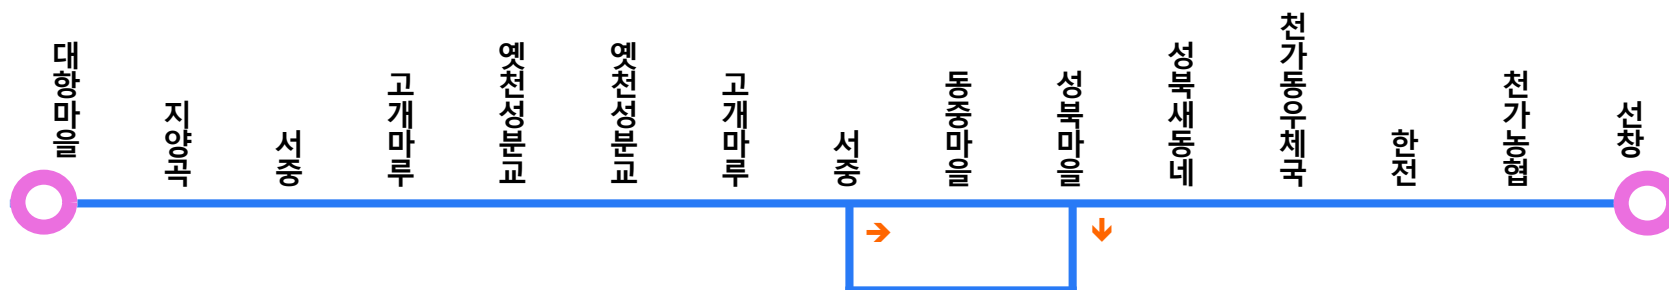 대항마을
지양곡
서중
고개마루
옛천성분교
옛천성분교
고개마루
서중
동중마을
성북마을
성북새동네
천가동우체국
한전
천가농협
선창